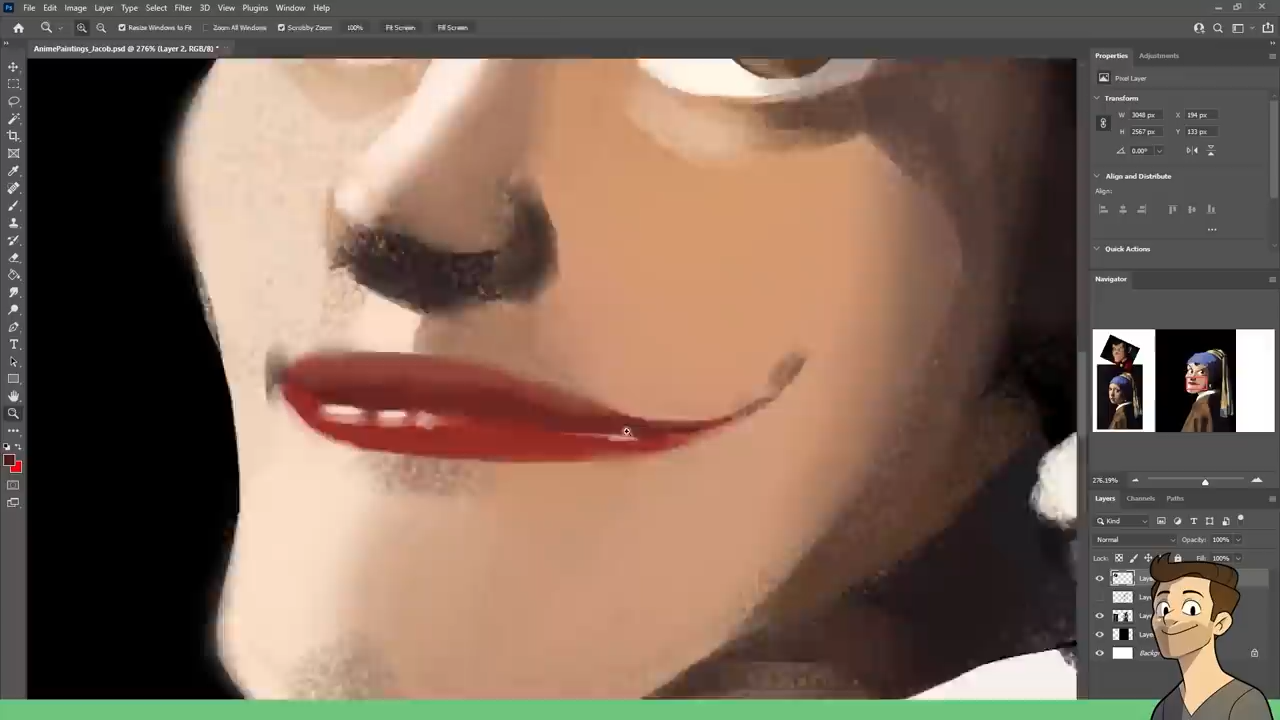 Ps File Edit Image Layer Type Select Filter 3D View Plugins Window Help
Resize Windows to Fit Zoom All Windows Scrubby Zoom 100% Fit Screen Fill Screen
AnimePaintings_Jacob.psd @ 276% (Layer 2, RGB/8) *
Properties Adjustments
Pixel Layer
Transform
W 3048 px X 194 px
H 2567 px Y 133 px
0.00°
Align and Distribute
Align:
Quick Actions
Navigator
276.19%
Layers Channels Paths
Kind
Normal Opacity: 100%
Lock: Fill: 100%